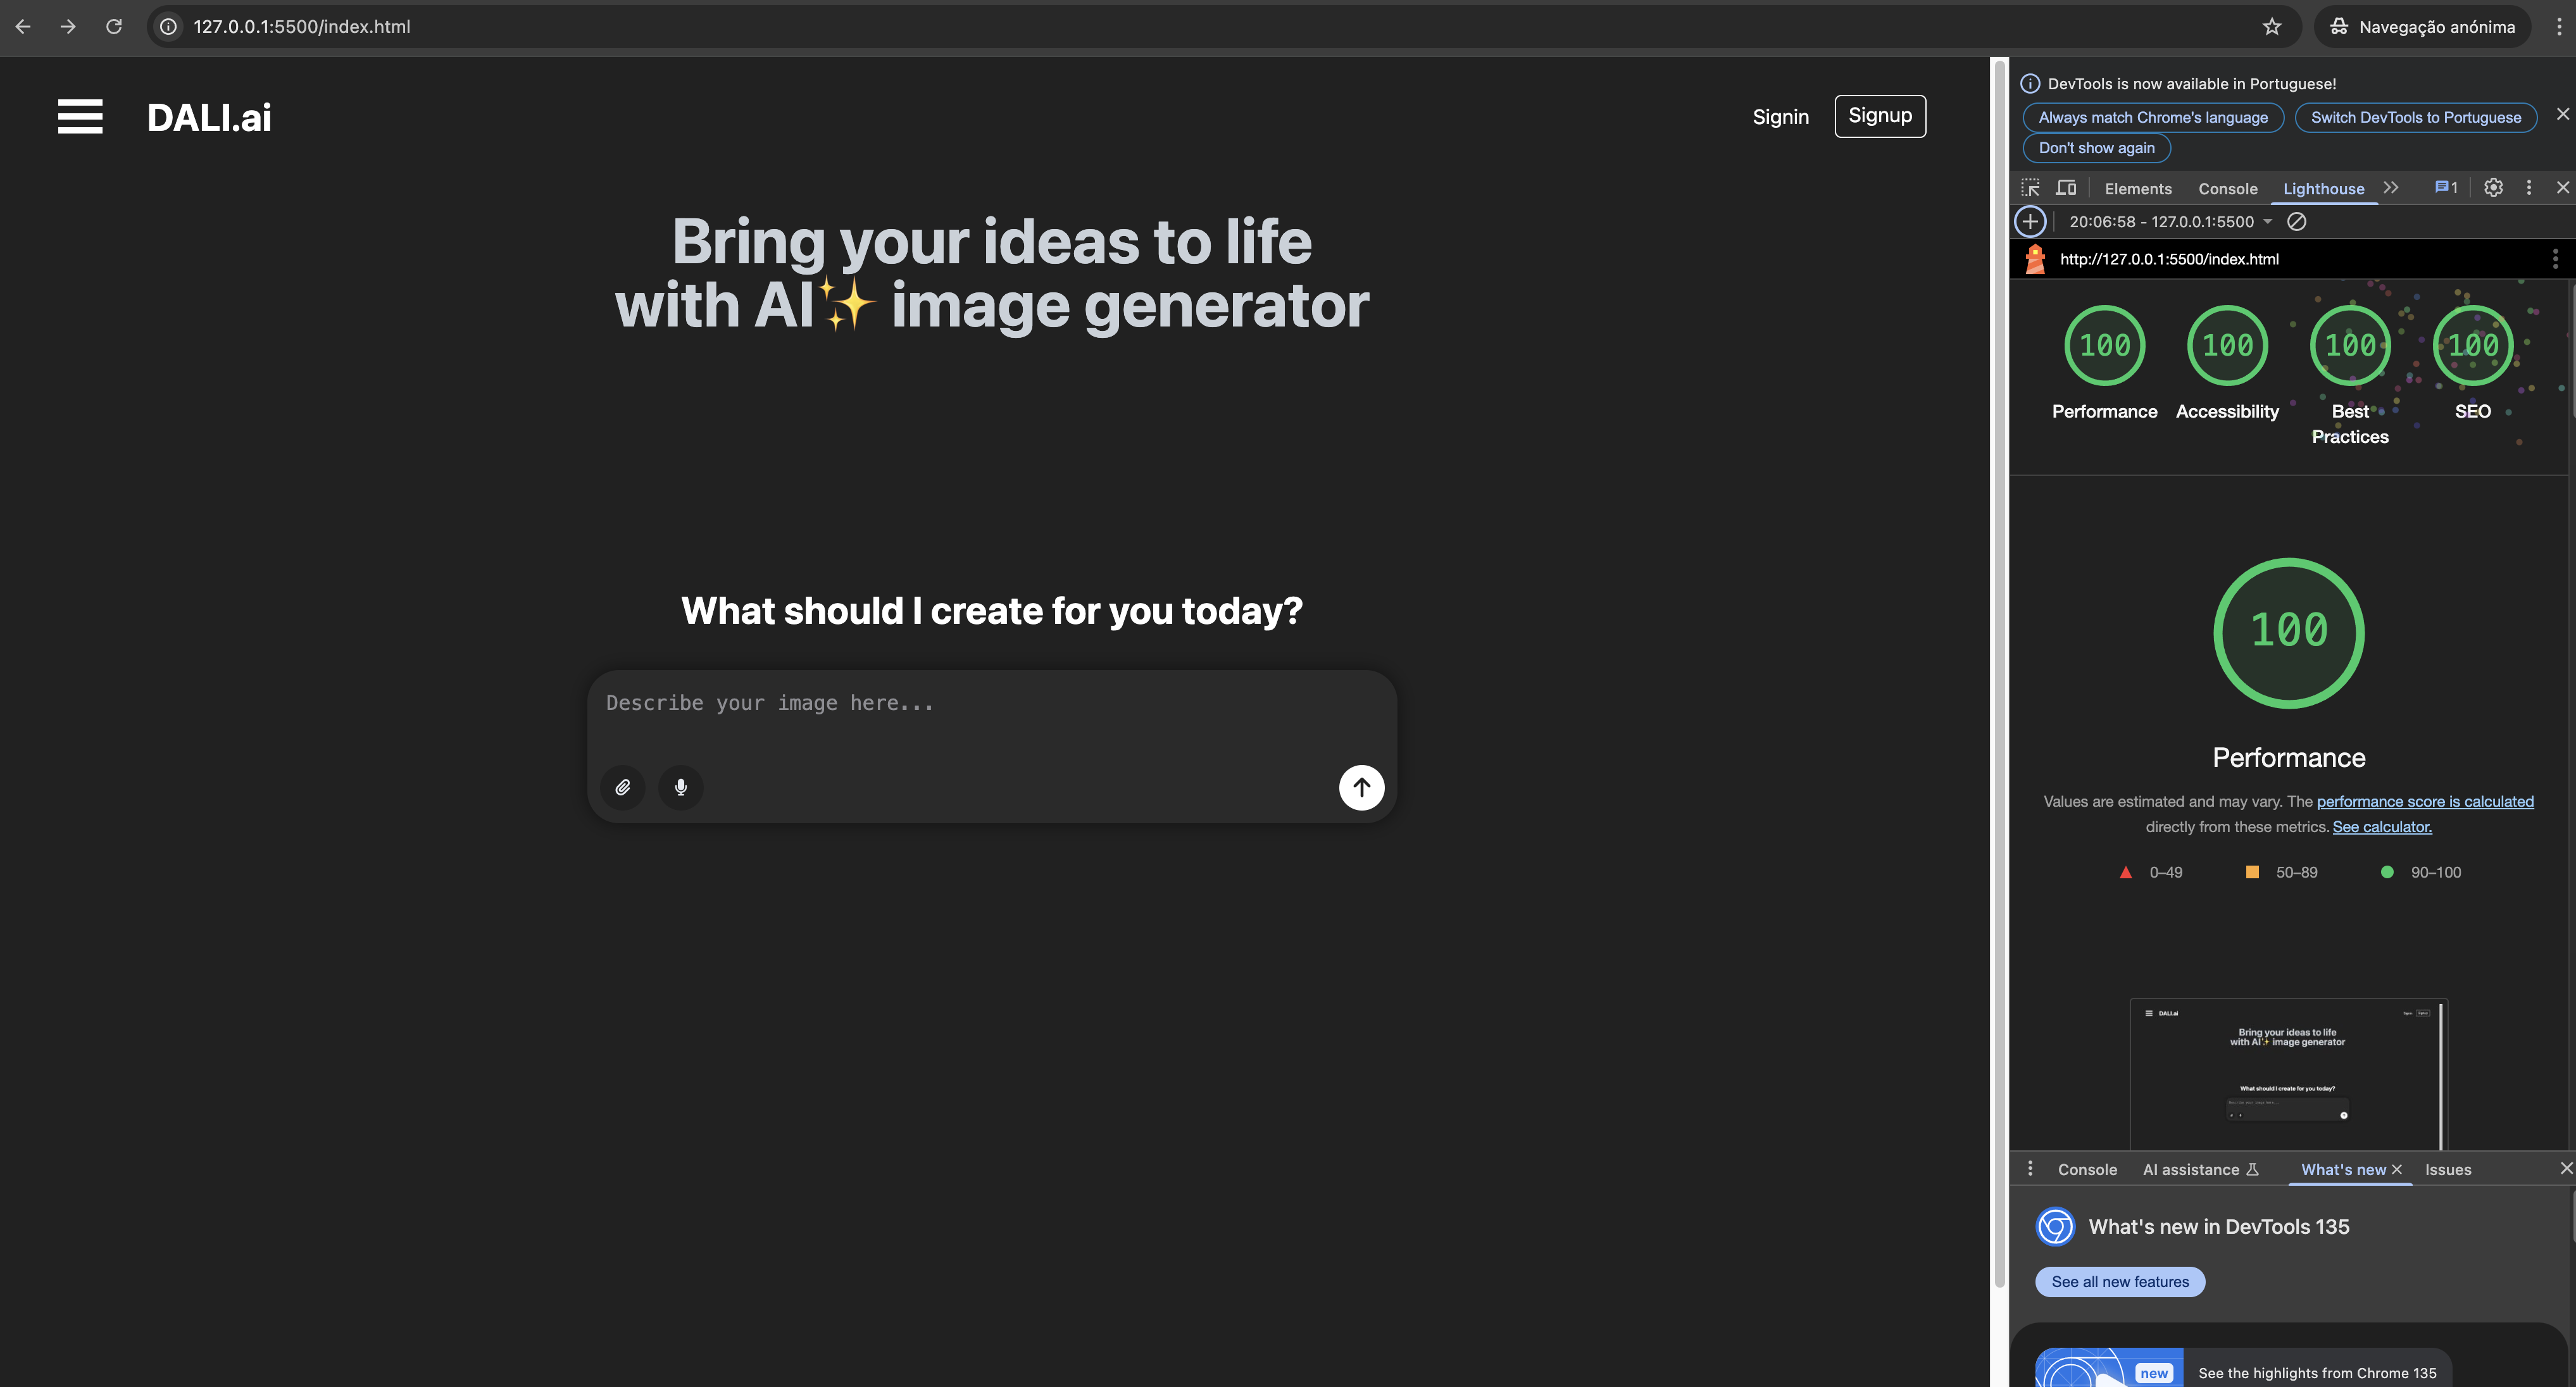 127.0.0.1:5500/index.html
Navegação anónima
DALI.ai
Signin
Signup
Bring your ideas to life
with AI✨ image generator
What should I create for you today?
Describe your image here...
DevTools is now available in Portuguese!
Always match Chrome's language
Switch DevTools to Portuguese
Don't show again
Elements
Console
Lighthouse
1
20:06:58 - 127.0.0.1:5500
http://127.0.0.1:5500/index.html
100
100
100
100
Performance
Accessibility
Best
Practices
SEO
100
Performance
Values are estimated and may vary. The performance score is calculated
directly from these metrics. See calculator.
0–49
50–89
90–100
DALI.ai
Bring your ideas to life
with AI✨ image generator
What should I create for you today?
Console
AI assistance
What's new
Issues
What's new in DevTools 135
See all new features
new
See the highlights from Chrome 135